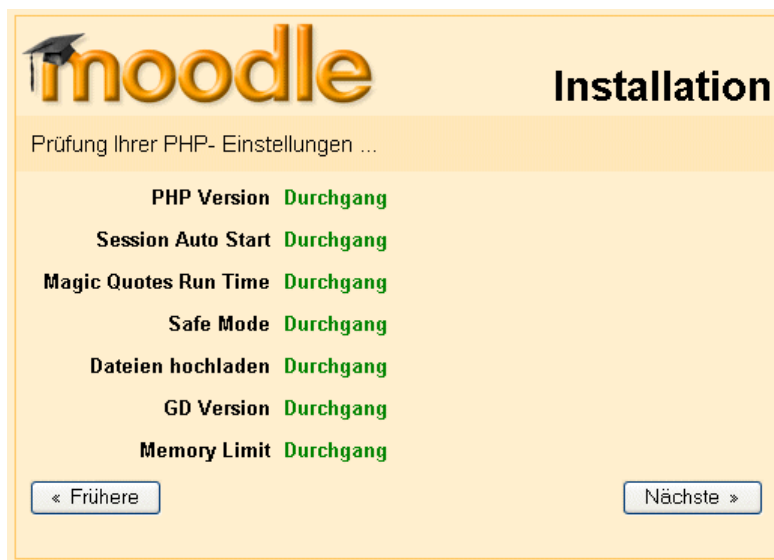 moodle
Installation
Prüfung Ihrer PHP- Einstellungen ...
PHP Version Durchgang
Session Auto Start Durchgang
Magic Quotes Run Time Durchgang
Safe Mode Durchgang
Dateien hochladen Durchgang
GD Version Durchgang
Memory Limit Durchgang
« Frühere
Nächste »